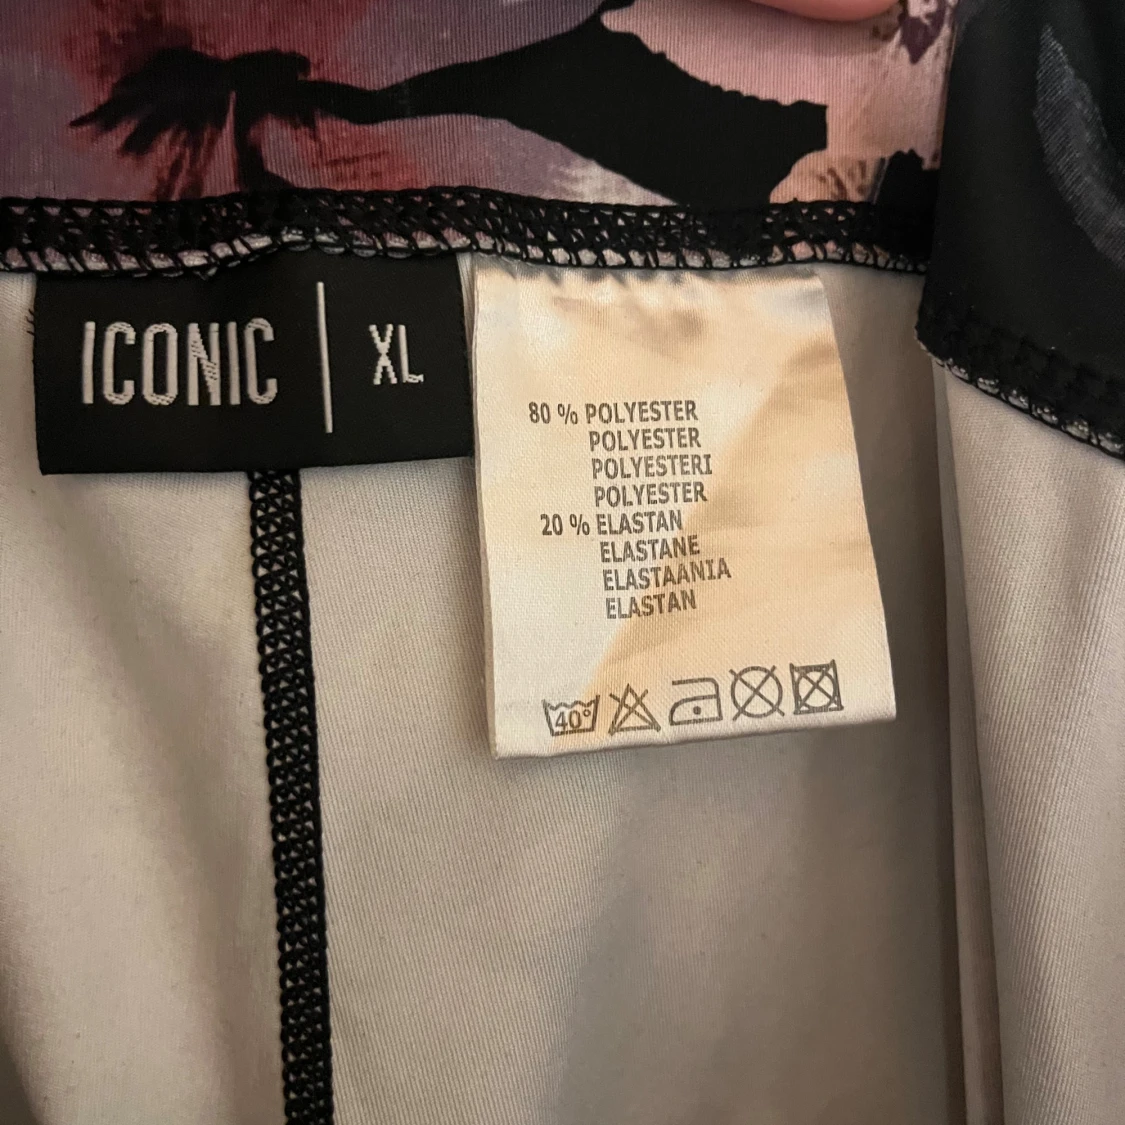 ICONIC | XL
80 % POLYESTER
POLYESTER
POLYESTERI
POLYESTER
20 % ELASTAN
ELASTANE
ELASTAANIA
ELASTAN
40°